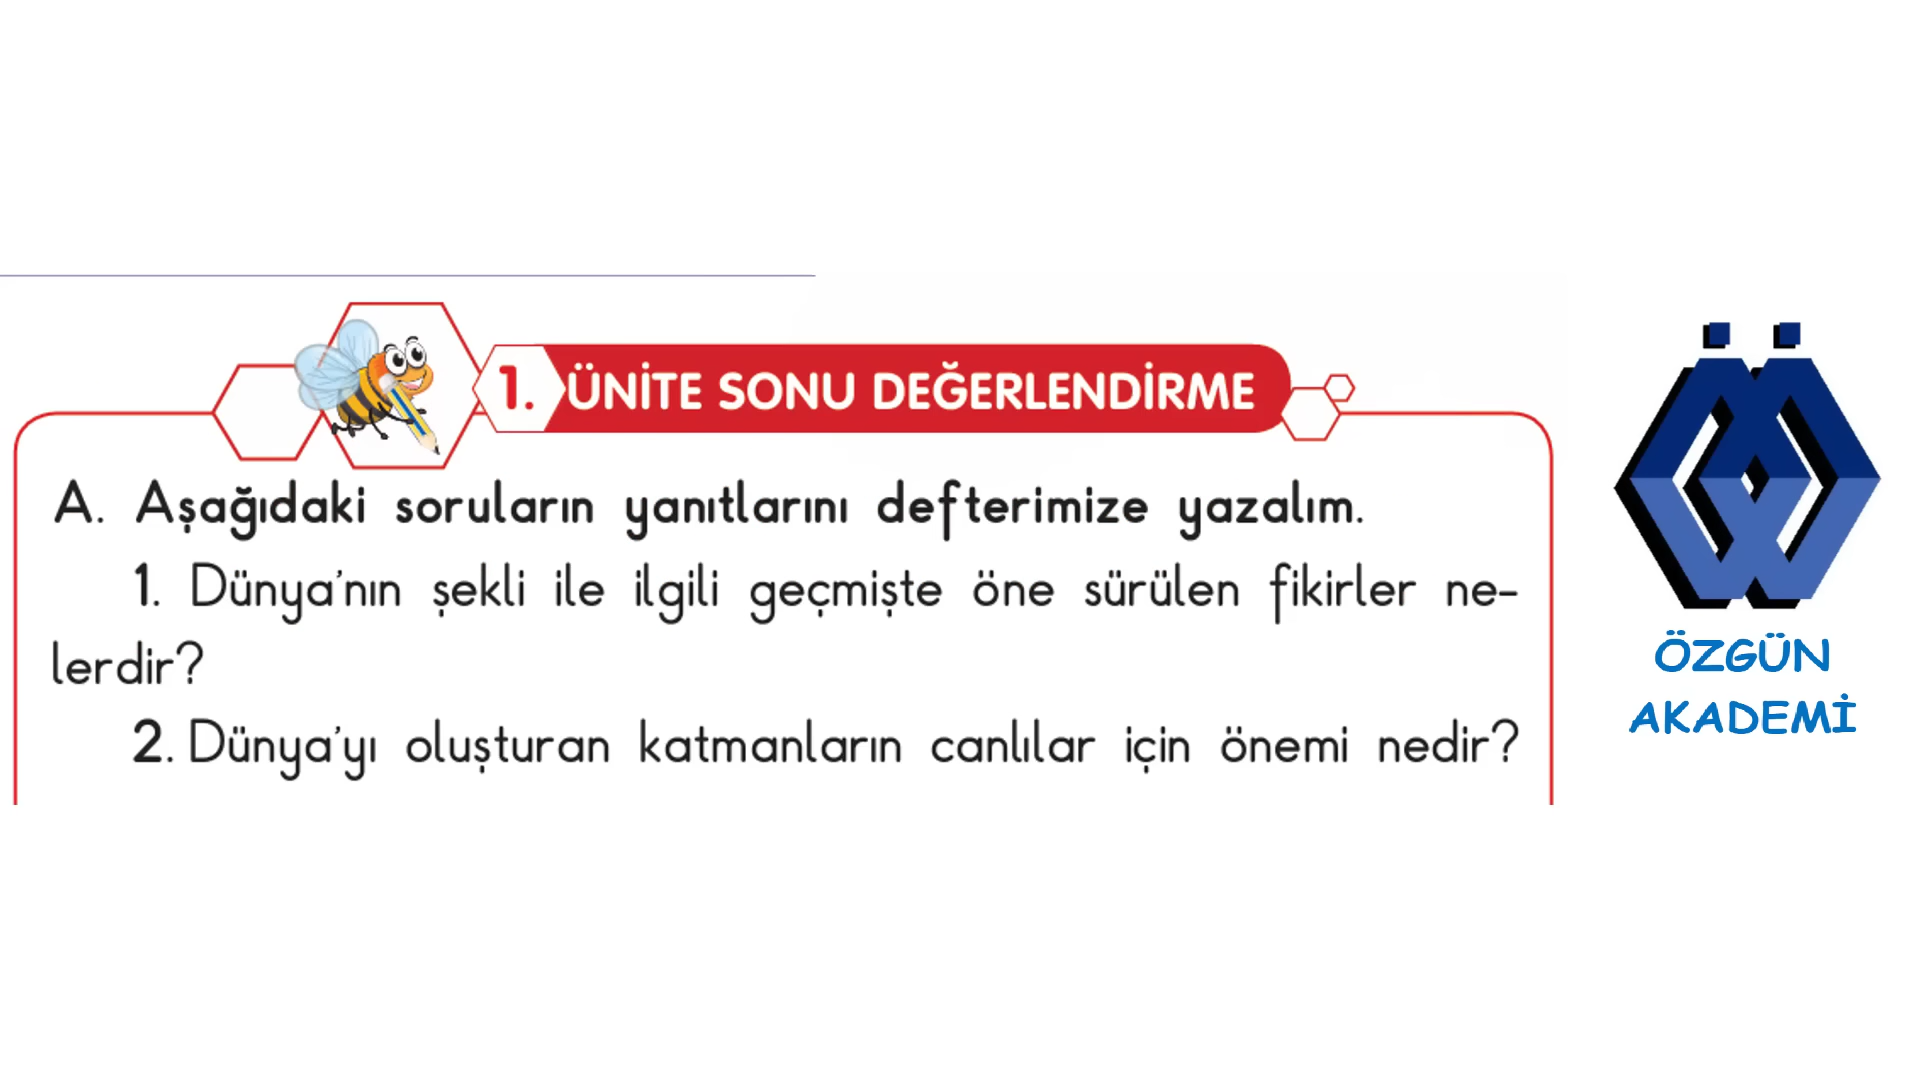 1. ÜNİTE SONU DEĞERLENDİRME
A. Aşağıdaki soruların yanıtlarını defterimize yazalım.
1. Dünya’nın şekli ile ilgili geçmişte öne sürülen fikirler ne-
lerdir?
2. Dünya’yı oluşturan katmanların canlılar için önemi nedir?
ÖZGÜN
AKADEMİ